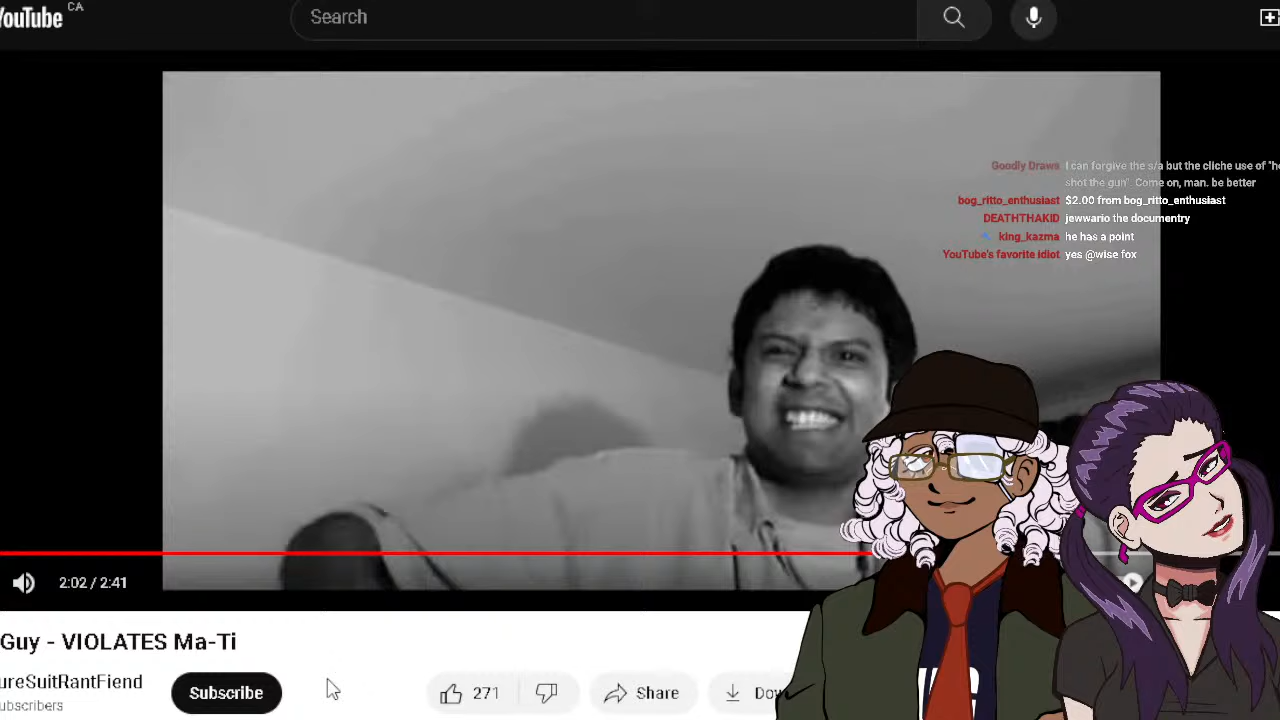 YouTube CA
Search
Goodly Draws I can forgive the s/a but the cliche use of "he
shot the gun". Come on, man. be better
bog_ritto_enthusiast $2.00 from bog_ritto_enthusiast
DEATHTHAKID jewwario the documentry
king_kazma he has a point
YouTube's favorite idiot yes @wise fox
2:02 / 2:41
Guy - VIOLATES Ma-Ti
ureSuitRantFiend
ubscribers
Subscribe
271
Share
Dow